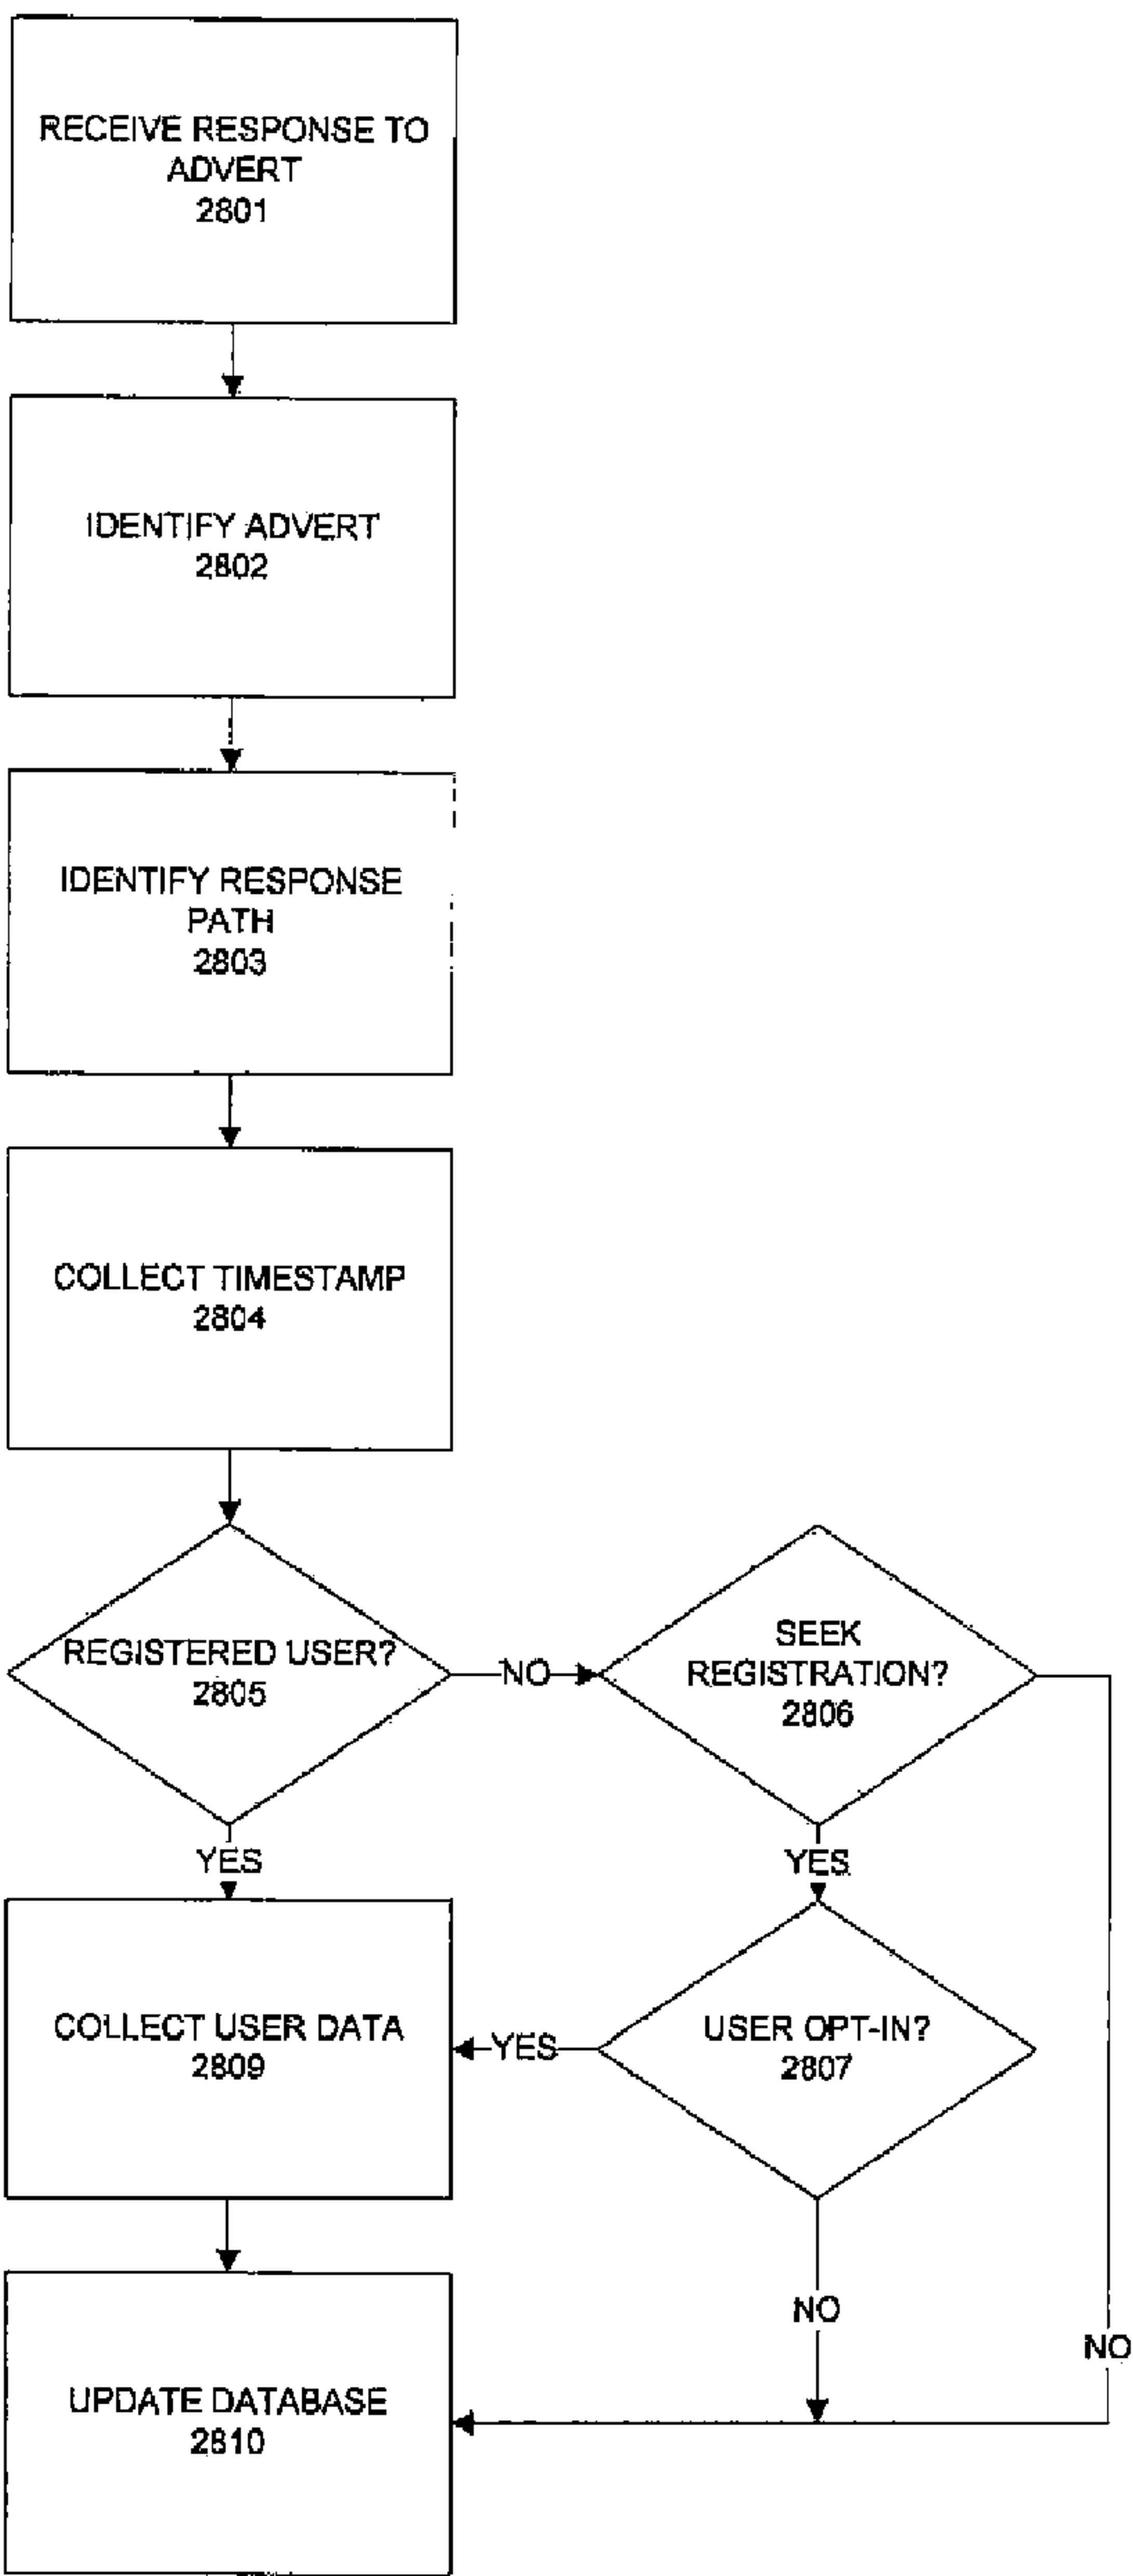 RECEIVE RESPONSE TO
ADVERT
2801
IDENTIFY ADVERT
2802
IDENTIFY RESPONSE
PATH
2803
COLLECT TIMESTAMP
2804
REGISTERED USER?
2805
NO
SEEK
REGISTRATION?
2806
YES
YES
COLLECT USER DATA
2809
YES
USER OPT-IN?
2807
NO
NO
UPDATE DATABASE
2810